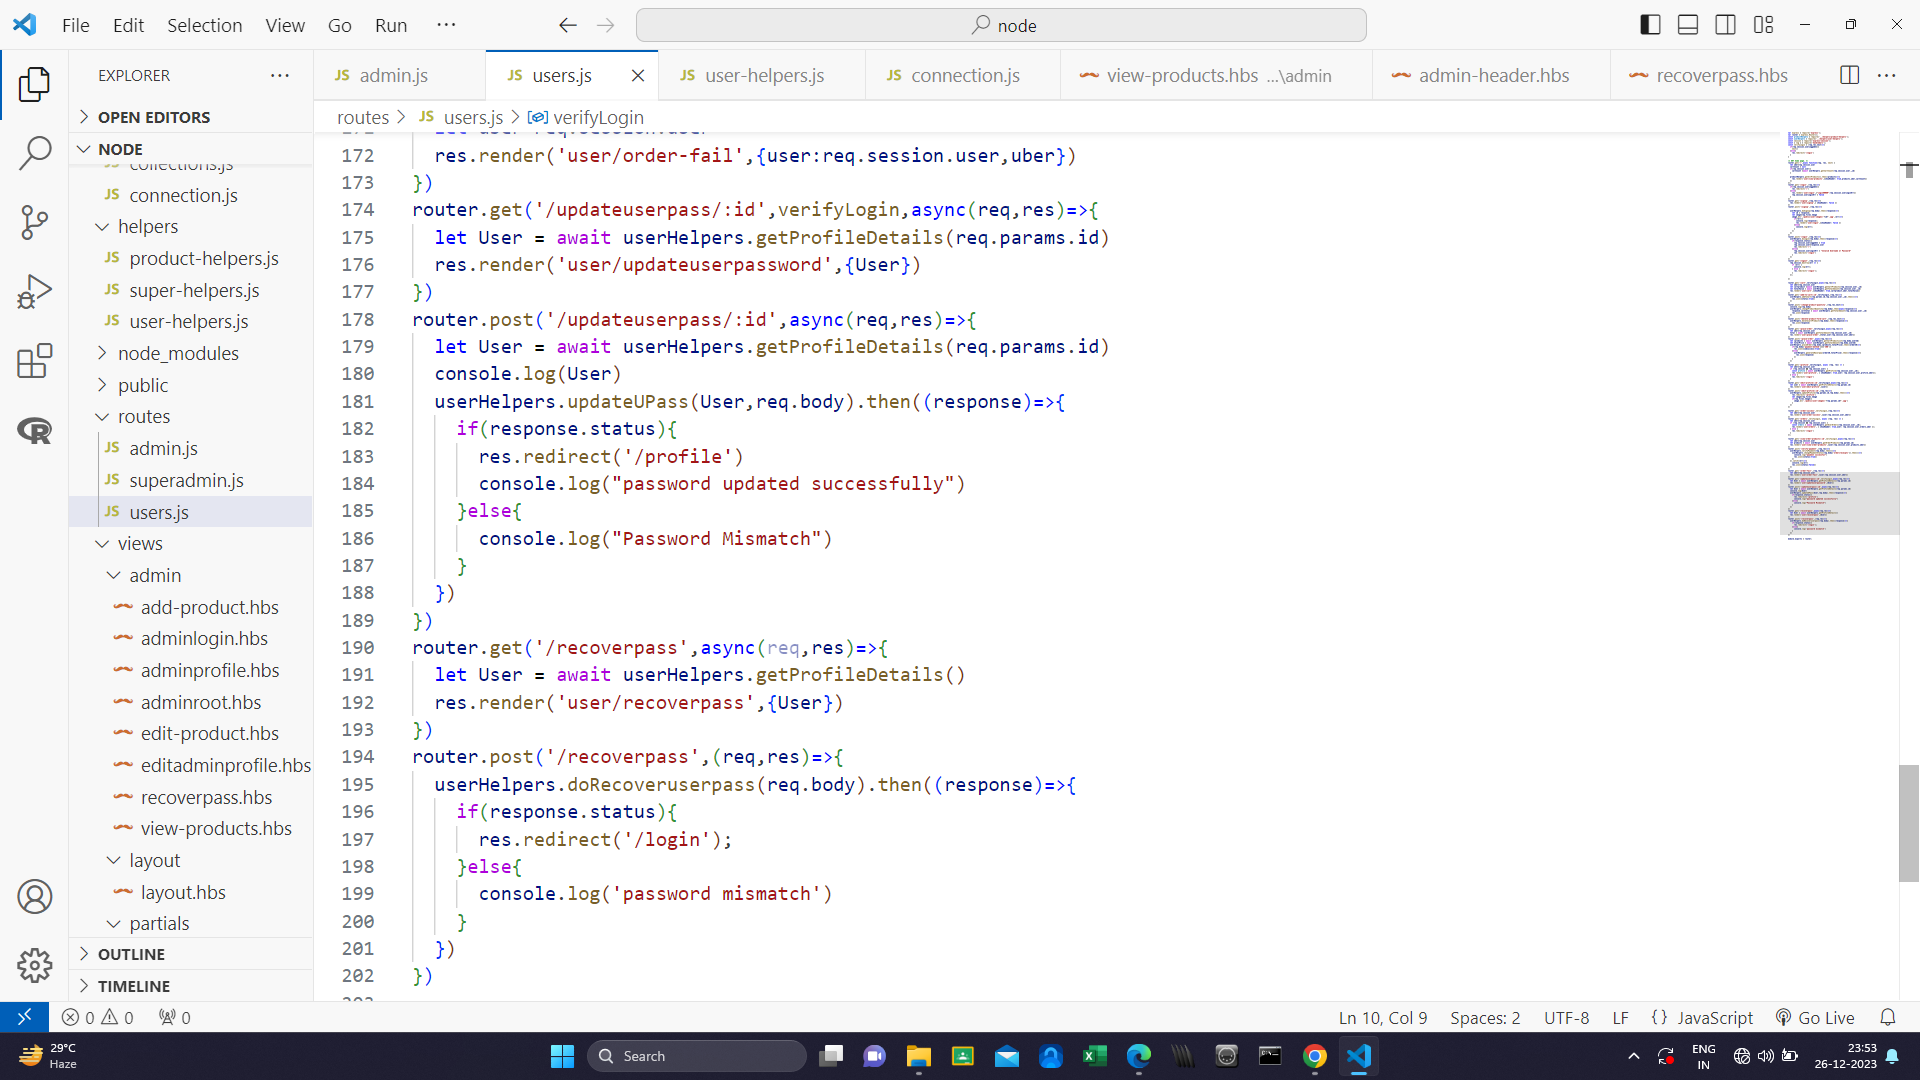 File Edit Selection View Go Run ··· node
EXPLORER ···
OPEN EDITORS
NODE
collections.js
JS connection.js
helpers
JS product-helpers.js
JS super-helpers.js
JS user-helpers.js
node_modules
public
routes
JS admin.js
JS superadmin.js
JS users.js
views
admin
add-product.hbs
adminlogin.hbs
adminprofile.hbs
adminroot.hbs
edit-product.hbs
editadminprofile.hbs
recoverpass.hbs
view-products.hbs
layout
layout.hbs
partials
OUTLINE
TIMELINE
JS admin.js JS users.js JS user-helpers.js JS connection.js view-products.hbs ...\admin admin-header.hbs recoverpass.hbs ···
routes > JS users.js > verifyLogin
172 res.render('user/order-fail',{user:req.session.user,uber})
173 })
174 router.get('/updateuserpass/:id',verifyLogin,async(req,res)=>{
175 let User = await userHelpers.getProfileDetails(req.params.id)
176 res.render('user/updateuserpassword',{User})
177 })
178 router.post('/updateuserpass/:id',async(req,res)=>{
179 let User = await userHelpers.getProfileDetails(req.params.id)
180 console.log(User)
181 userHelpers.updateUPass(User,req.body).then((response)=>{
182 if(response.status){
183 res.redirect('/profile')
184 console.log("password updated successfully")
185 }else{
186 console.log("Password Mismatch")
187 }
188 })
189 })
190 router.get('/recoverpass',async(req,res)=>{
191 let User = await userHelpers.getProfileDetails()
192 res.render('user/recoverpass',{User})
193 })
194 router.post('/recoverpass',(req,res)=>{
195 userHelpers.doRecoveruserpass(req.body).then((response)=>{
196 if(response.status){
197 res.redirect('/login');
198 }else{
199 console.log('password mismatch')
200 }
201 })
202 })
0 0 0 Ln 10, Col 9 Spaces: 2 UTF-8 LF {} JavaScript Go Live
29°C
Haze
Search
ENG
IN
23:53
26-12-2023